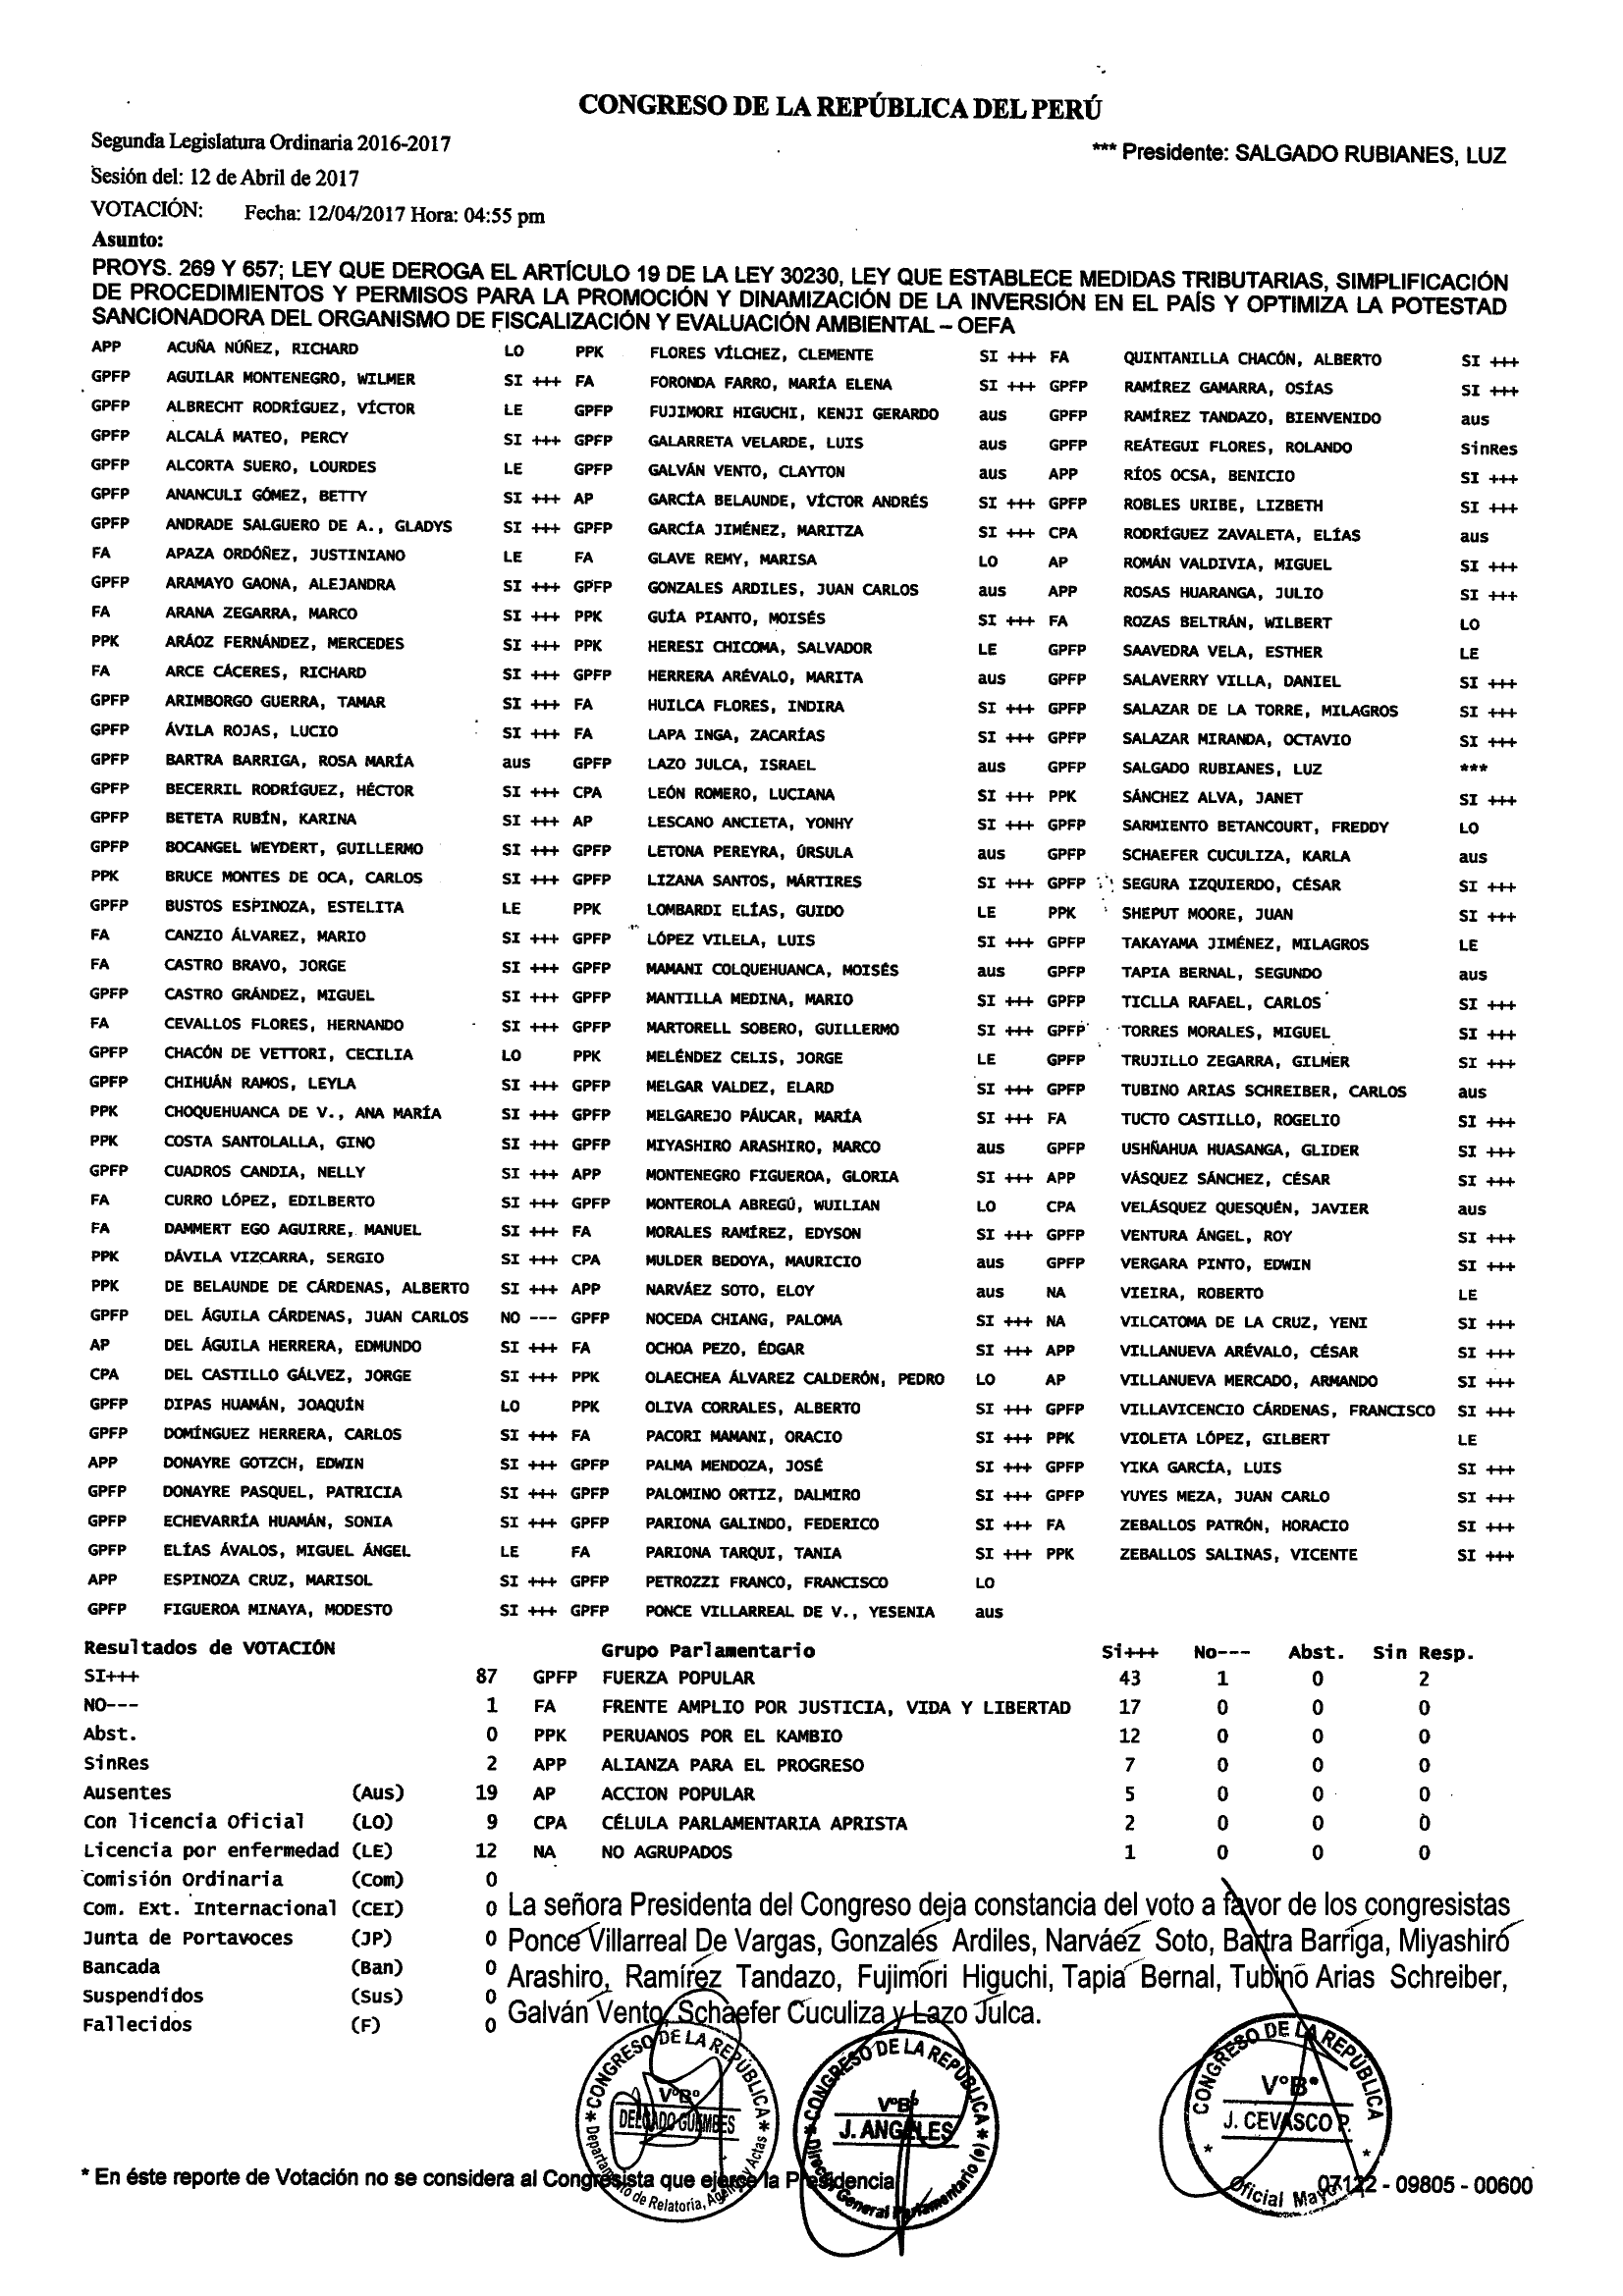 CONGRESO DE LA REPÚBLICA DEL PERÚ
Segunda Legislatura Ordinaria 2016-2017
*** Presidente: SALGADO RUBIANES, LUZ
Sesión del: 12 de Abril de 2017
VOTACIÓN: Fecha: 12/04/2017 Hora: 04:55 pm
Asunto:
PROYS. 269 Y 657; LEY QUE DEROGA EL ARTÍCULO 19 DE LA LEY 30230, LEY QUE ESTABLECE MEDIDAS TRIBUTARIAS, SIMPLIFICACIÓN
DE PROCEDIMIENTOS Y PERMISOS PARA LA PROMOCIÓN Y DINAMIZACIÓN DE LA INVERSIÓN EN EL PAÍS Y OPTIMIZA LA POTESTAD
SANCIONADORA DEL ORGANISMO DE FISCALIZACIÓN Y EVALUACIÓN AMBIENTAL – OEFA
APP ACUÑA NÚÑEZ, RICHARD LO PPK FLORES VÍLCHEZ, CLEMENTE SI +++ FA QUINTANILLA CHACÓN, ALBERTO SI +++
GPFP AGUILAR MONTENEGRO, WILMER SI +++ FA FORONDA FARRO, MARÍA ELENA SI +++ GPFP RAMÍREZ GAMARRA, OSÍAS SI +++
GPFP ALBRECHT RODRÍGUEZ, VÍCTOR LE GPFP FUJIMORI HIGUCHI, KENJI GERARDO aus GPFP RAMÍREZ TANDAZO, BIENVENIDO aus
GPFP ALCALÁ MATEO, PERCY SI +++ GPFP GALARRETA VELARDE, LUIS aus GPFP REÁTEGUI FLORES, ROLANDO SinRes
GPFP ALCORTA SUERO, LOURDES LE GPFP GALVÁN VENTO, CLAYTON aus APP RÍOS OCSA, BENICIO SI +++
GPFP ANANCULI GÓMEZ, BETTY SI +++ AP GARCÍA BELAUNDE, VÍCTOR ANDRÉS SI +++ GPFP ROBLES URIBE, LIZBETH SI +++
GPFP ANDRADE SALGUERO DE A., GLADYS SI +++ GPFP GARCÍA JIMÉNEZ, MARITZA SI +++ CPA RODRÍGUEZ ZAVALETA, ELÍAS aus
FA APAZA ORDÓÑEZ, JUSTINIANO LE FA GLAVE REMY, MARISA LO AP ROMÁN VALDIVIA, MIGUEL SI +++
GPFP ARAMAYO GAONA, ALEJANDRA SI +++ GPFP GONZALES ARDILES, JUAN CARLOS aus APP ROSAS HUARANGA, JULIO SI +++
FA ARANA ZEGARRA, MARCO SI +++ PPK GUÍA PIANTO, MOISÉS SI +++ FA ROZAS BELTRÁN, WILBERT LO
PPK ARÁOZ FERNÁNDEZ, MERCEDES SI +++ PPK HERESI CHICOMA, SALVADOR LE GPFP SAAVEDRA VELA, ESTHER LE
FA ARCE CÁCERES, RICHARD SI +++ GPFP HERRERA ARÉVALO, MARITA aus GPFP SALAVERRY VILLA, DANIEL SI +++
GPFP ARIMBORGO GUERRA, TAMAR SI +++ FA HUILCA FLORES, INDIRA SI +++ GPFP SALAZAR DE LA TORRE, MILAGROS SI +++
GPFP ÁVILA ROJAS, LUCIO SI +++ FA LAPA INGA, ZACARÍAS SI +++ GPFP SALAZAR MIRANDA, OCTAVIO SI +++
GPFP BARTRA BARRIGA, ROSA MARÍA aus GPFP LAZO JULCA, ISRAEL aus GPFP SALGADO RUBIANES, LUZ ***
GPFP BECERRIL RODRÍGUEZ, HÉCTOR SI +++ CPA LEÓN ROMERO, LUCIANA SI +++ PPK SÁNCHEZ ALVA, JANET SI +++
GPFP BETETA RUBÍN, KARINA SI +++ AP LESCANO ANCIETA, YONHY SI +++ GPFP SARMIENTO BETANCOURT, FREDDY LO
GPFP BOCANGEL WEYDERT, GUILLERMO SI +++ GPFP LETONA PEREYRA, ÚRSULA aus GPFP SCHAEFER CUCULIZA, KARLA aus
PPK BRUCE MONTES DE OCA, CARLOS SI +++ GPFP LIZANA SANTOS, MÁRTIRES SI +++ GPFP SEGURA IZQUIERDO, CÉSAR SI +++
GPFP BUSTOS ESPINOZA, ESTELITA LE PPK LOMBARDI ELÍAS, GUIDO LE PPK SHEPUT MOORE, JUAN SI +++
FA CANZIO ÁLVAREZ, MARIO SI +++ GPFP LÓPEZ VILELA, LUIS SI +++ GPFP TAKAYAMA JIMÉNEZ, MILAGROS LE
FA CASTRO BRAVO, JORGE SI +++ GPFP MAMANI COLQUEHUANCA, MOISÉS aus GPFP TAPIA BERNAL, SEGUNDO aus
GPFP CASTRO GRÁNDEZ, MIGUEL SI +++ GPFP MANTILLA MEDINA, MARIO SI +++ GPFP TICLLA RAFAEL, CARLOS SI +++
FA CEVALLOS FLORES, HERNANDO SI +++ GPFP MARTORELL SOBERO, GUILLERMO SI +++ GPFP TORRES MORALES, MIGUEL SI +++
GPFP CHACÓN DE VETTORI, CECILIA LO PPK MELÉNDEZ CELIS, JORGE LE GPFP TRUJILLO ZEGARRA, GILMER SI +++
GPFP CHIHUÁN RAMOS, LEYLA SI +++ GPFP MELGAR VALDEZ, ELARD SI +++ GPFP TUBINO ARIAS SCHREIBER, CARLOS aus
PPK CHOQUEHUANCA DE V., ANA MARÍA SI +++ GPFP MELGAREJO PÁUCAR, MARÍA SI +++ FA TUCTO CASTILLO, ROGELIO SI +++
PPK COSTA SANTOLALLA, GINO SI +++ GPFP MIYASHIRO ARASHIRO, MARCO aus GPFP USHÑAHUA HUASANGA, GLIDER SI +++
GPFP CUADROS CANDIA, NELLY SI +++ APP MONTENEGRO FIGUEROA, GLORIA SI +++ APP VÁSQUEZ SÁNCHEZ, CÉSAR SI +++
FA CURRO LÓPEZ, EDILBERTO SI +++ GPFP MONTEROLA ABREGÚ, WUILIAN LO CPA VELÁSQUEZ QUESQUÉN, JAVIER aus
FA DAMMERT EGO AGUIRRE, MANUEL SI +++ FA MORALES RAMÍREZ, EDYSON SI +++ GPFP VENTURA ÁNGEL, ROY SI +++
PPK DÁVILA VIZCARRA, SERGIO SI +++ CPA MULDER BEDOYA, MAURICIO aus GPFP VERGARA PINTO, EDWIN SI +++
PPK DE BELAUNDE DE CÁRDENAS, ALBERTO SI +++ APP NARVÁEZ SOTO, ELOY aus NA VIEIRA, ROBERTO LE
GPFP DEL ÁGUILA CÁRDENAS, JUAN CARLOS NO --- GPFP NOCEDA CHIANG, PALOMA SI +++ NA VILCATOMA DE LA CRUZ, YENI SI +++
AP DEL ÁGUILA HERRERA, EDMUNDO SI +++ FA OCHOA PEZO, ÉDGAR SI +++ APP VILLANUEVA ARÉVALO, CÉSAR SI +++
CPA DEL CASTILLO GÁLVEZ, JORGE SI +++ PPK OLAECHEA ÁLVAREZ CALDERÓN, PEDRO LO AP VILLANUEVA MERCADO, ARMANDO SI +++
GPFP DIPAS HUAMÁN, JOAQUÍN LO PPK OLIVA CORRALES, ALBERTO SI +++ GPFP VILLAVICENCIO CÁRDENAS, FRANCISCO SI +++
GPFP DOMÍNGUEZ HERRERA, CARLOS SI +++ FA PACORI MAMANI, ORACIO SI +++ PPK VIOLETA LÓPEZ, GILBERT LE
APP DONAYRE GOTZCH, EDWIN SI +++ GPFP PALMA MENDOZA, JOSÉ SI +++ GPFP YIKA GARCÍA, LUIS SI +++
GPFP DONAYRE PASQUEL, PATRICIA SI +++ GPFP PALOMINO ORTIZ, DALMIRO SI +++ GPFP YUYES MEZA, JUAN CARLO SI +++
GPFP ECHEVARRÍA HUAMÁN, SONIA SI +++ GPFP PARIONA GALINDO, FEDERICO SI +++ FA ZEBALLOS PATRÓN, HORACIO SI +++
GPFP ELÍAS ÁVALOS, MIGUEL ÁNGEL LE FA PARIONA TARQUI, TANIA SI +++ PPK ZEBALLOS SALINAS, VICENTE SI +++
APP ESPINOZA CRUZ, MARISOL SI +++ GPFP PETROZZI FRANCO, FRANCISCO LO
GPFP FIGUEROA MINAYA, MODESTO SI +++ GPFP PONCE VILLARREAL DE V., YESENIA aus
Resultados de VOTACIÓN Grupo Parlamentario Si+++ No--- Abst. Sin Resp.
SI+++ 87 GPFP FUERZA POPULAR 43 1 0 2
NO--- 1 FA FRENTE AMPLIO POR JUSTICIA, VIDA Y LIBERTAD 17 0 0 0
Abst. 0 PPK PERUANOS POR EL KAMBIO 12 0 0 0
SinRes 2 APP ALIANZA PARA EL PROGRESO 7 0 0 0
Ausentes (Aus) 19 AP ACCION POPULAR 5 0 0 0
Con licencia Oficial (LO) 9 CPA CÉLULA PARLAMENTARIA APRISTA 2 0 0 0
Licencia por enfermedad (LE) 12 NA NO AGRUPADOS 1 0 0 0
Comisión Ordinaria (Com) 0
Com. Ext. Internacional (CEI) 0
Junta de Portavoces (JP) 0
Bancada (Ban) 0
Suspendidos (Sus) 0
Fallecidos (F) 0
La señora Presidenta del Congreso deja constancia del voto a favor de los congresistas
Ponce Villarreal De Vargas, Gonzales Ardiles, Narváez Soto, Bartra Barriga, Miyashiro
Arashiro, Ramírez Tandazo, Fujimori Higuchi, Tapia Bernal, Tubino Arias Schreiber,
Galván Vento, Schaefer Cuculiza y Lazo Julca.
* CONGRESO DE LA REPÚBLICA *
V°B°
DELGADO GUEMBES
Departamento de Relatoría, Agenda y Actas
* CONGRESO DE LA REPÚBLICA *
V°B°
J. ANGELES
Director General Parlamentario (e)
CONGRESO DE LA REPÚBLICA
V°B°
J. CEVASCO P.
* Oficial Mayor *
* En éste reporte de Votación no se considera al Congresista que ejerce la Presidencia
07122 - 09805 - 00600